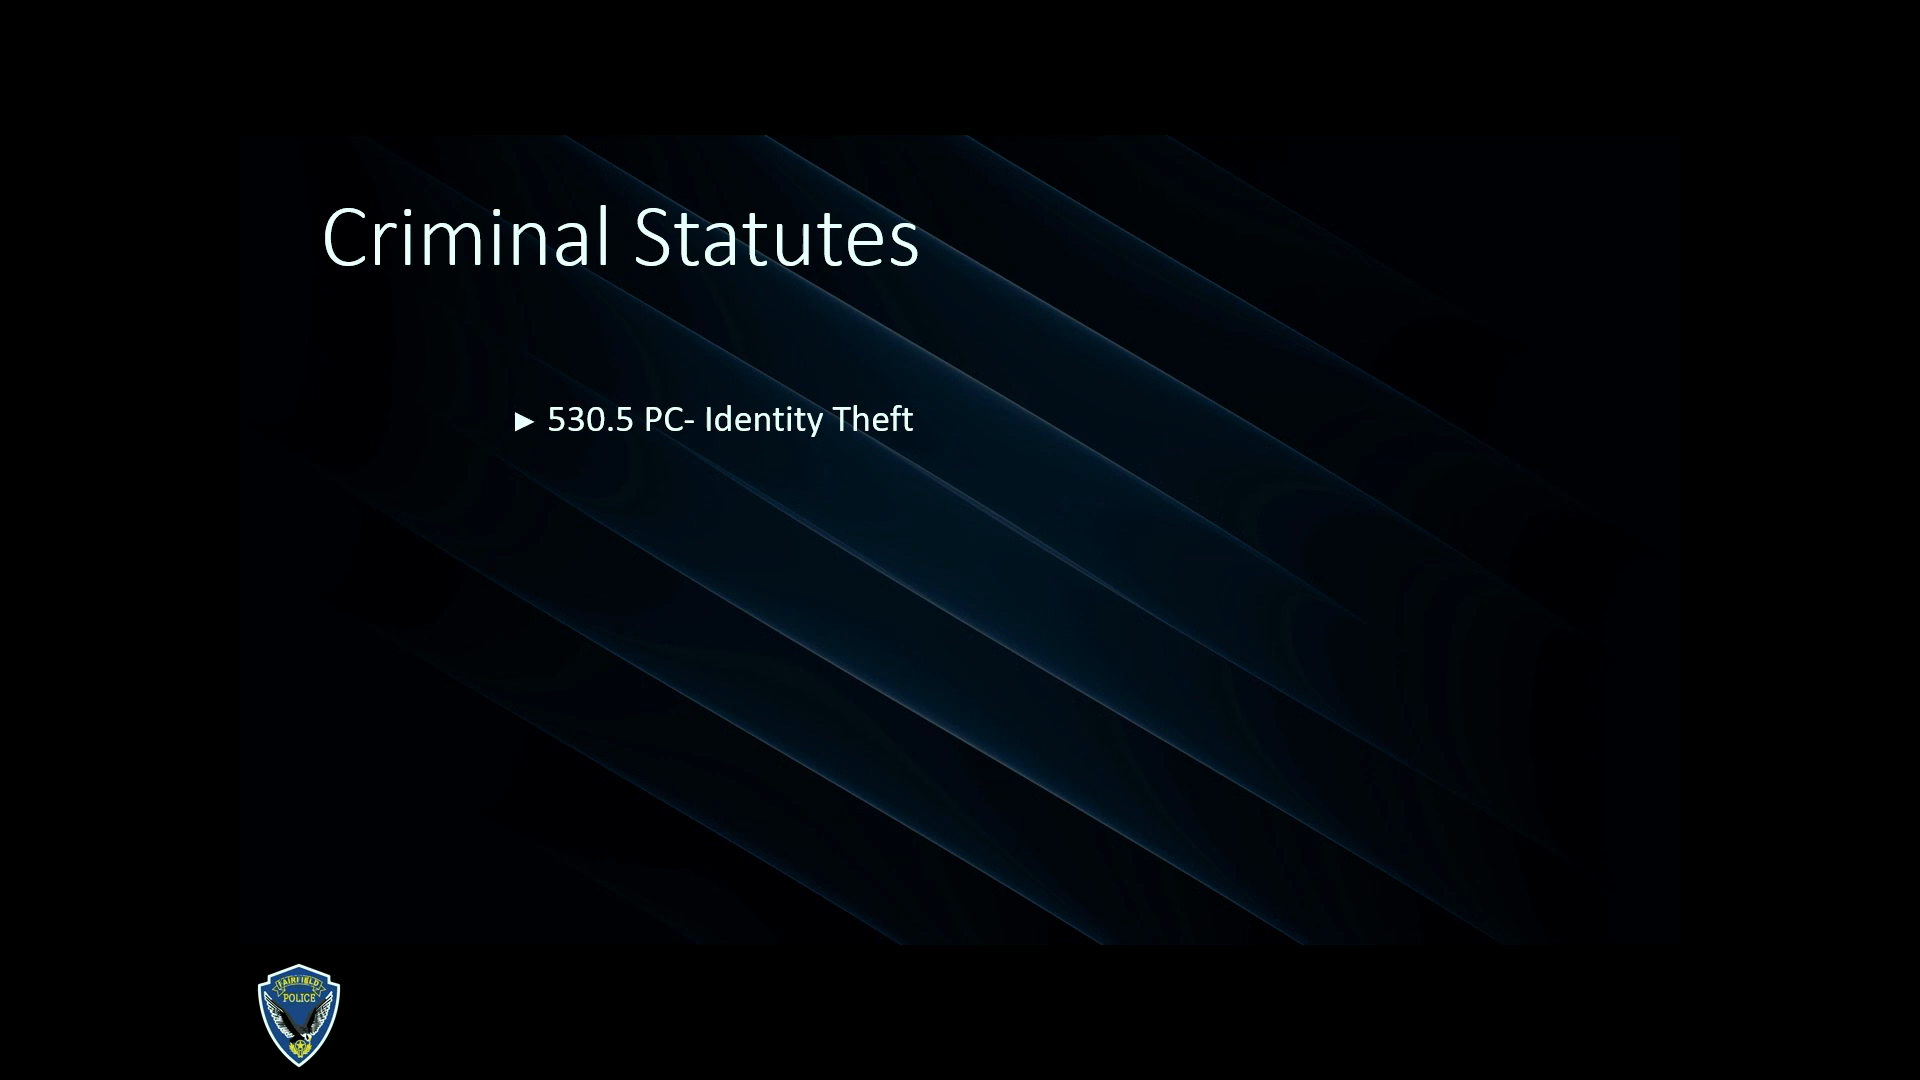 Criminal Statutes
► 530.5 PC- Identity Theft
FAIRFIELD
POLICE